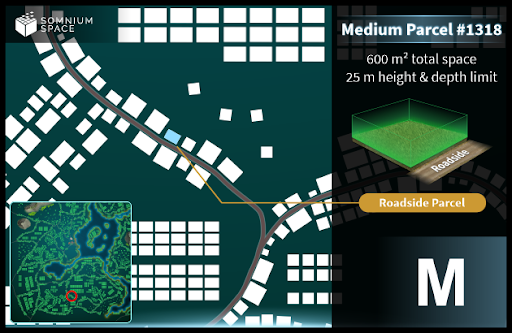 SOMNIUM
SPACE
Medium Parcel #1318
600 m² total space
25 m height & depth limit
Roadside
Roadside Parcel
M